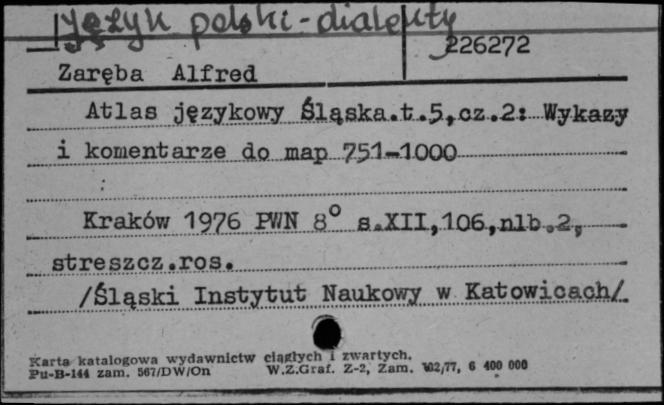 język polski-dialekty
226272
Zaręba Alfred
Atlas językowy Śląska.t.5,cz.2: Wykazy
i komentarze do map 751-1000
Kraków 1976 PWN 8° s.XII,106,nlb.2,
streszcz.ros.
/Śląski Instytut Naukowy w Katowicach/
Karta katalogowa wydawnictw ciągłych i zwartych.
Pu-B-144 zam. 567/DW/On W.Z.Graf. Z-2, Zam. 102/77, 6 400 000